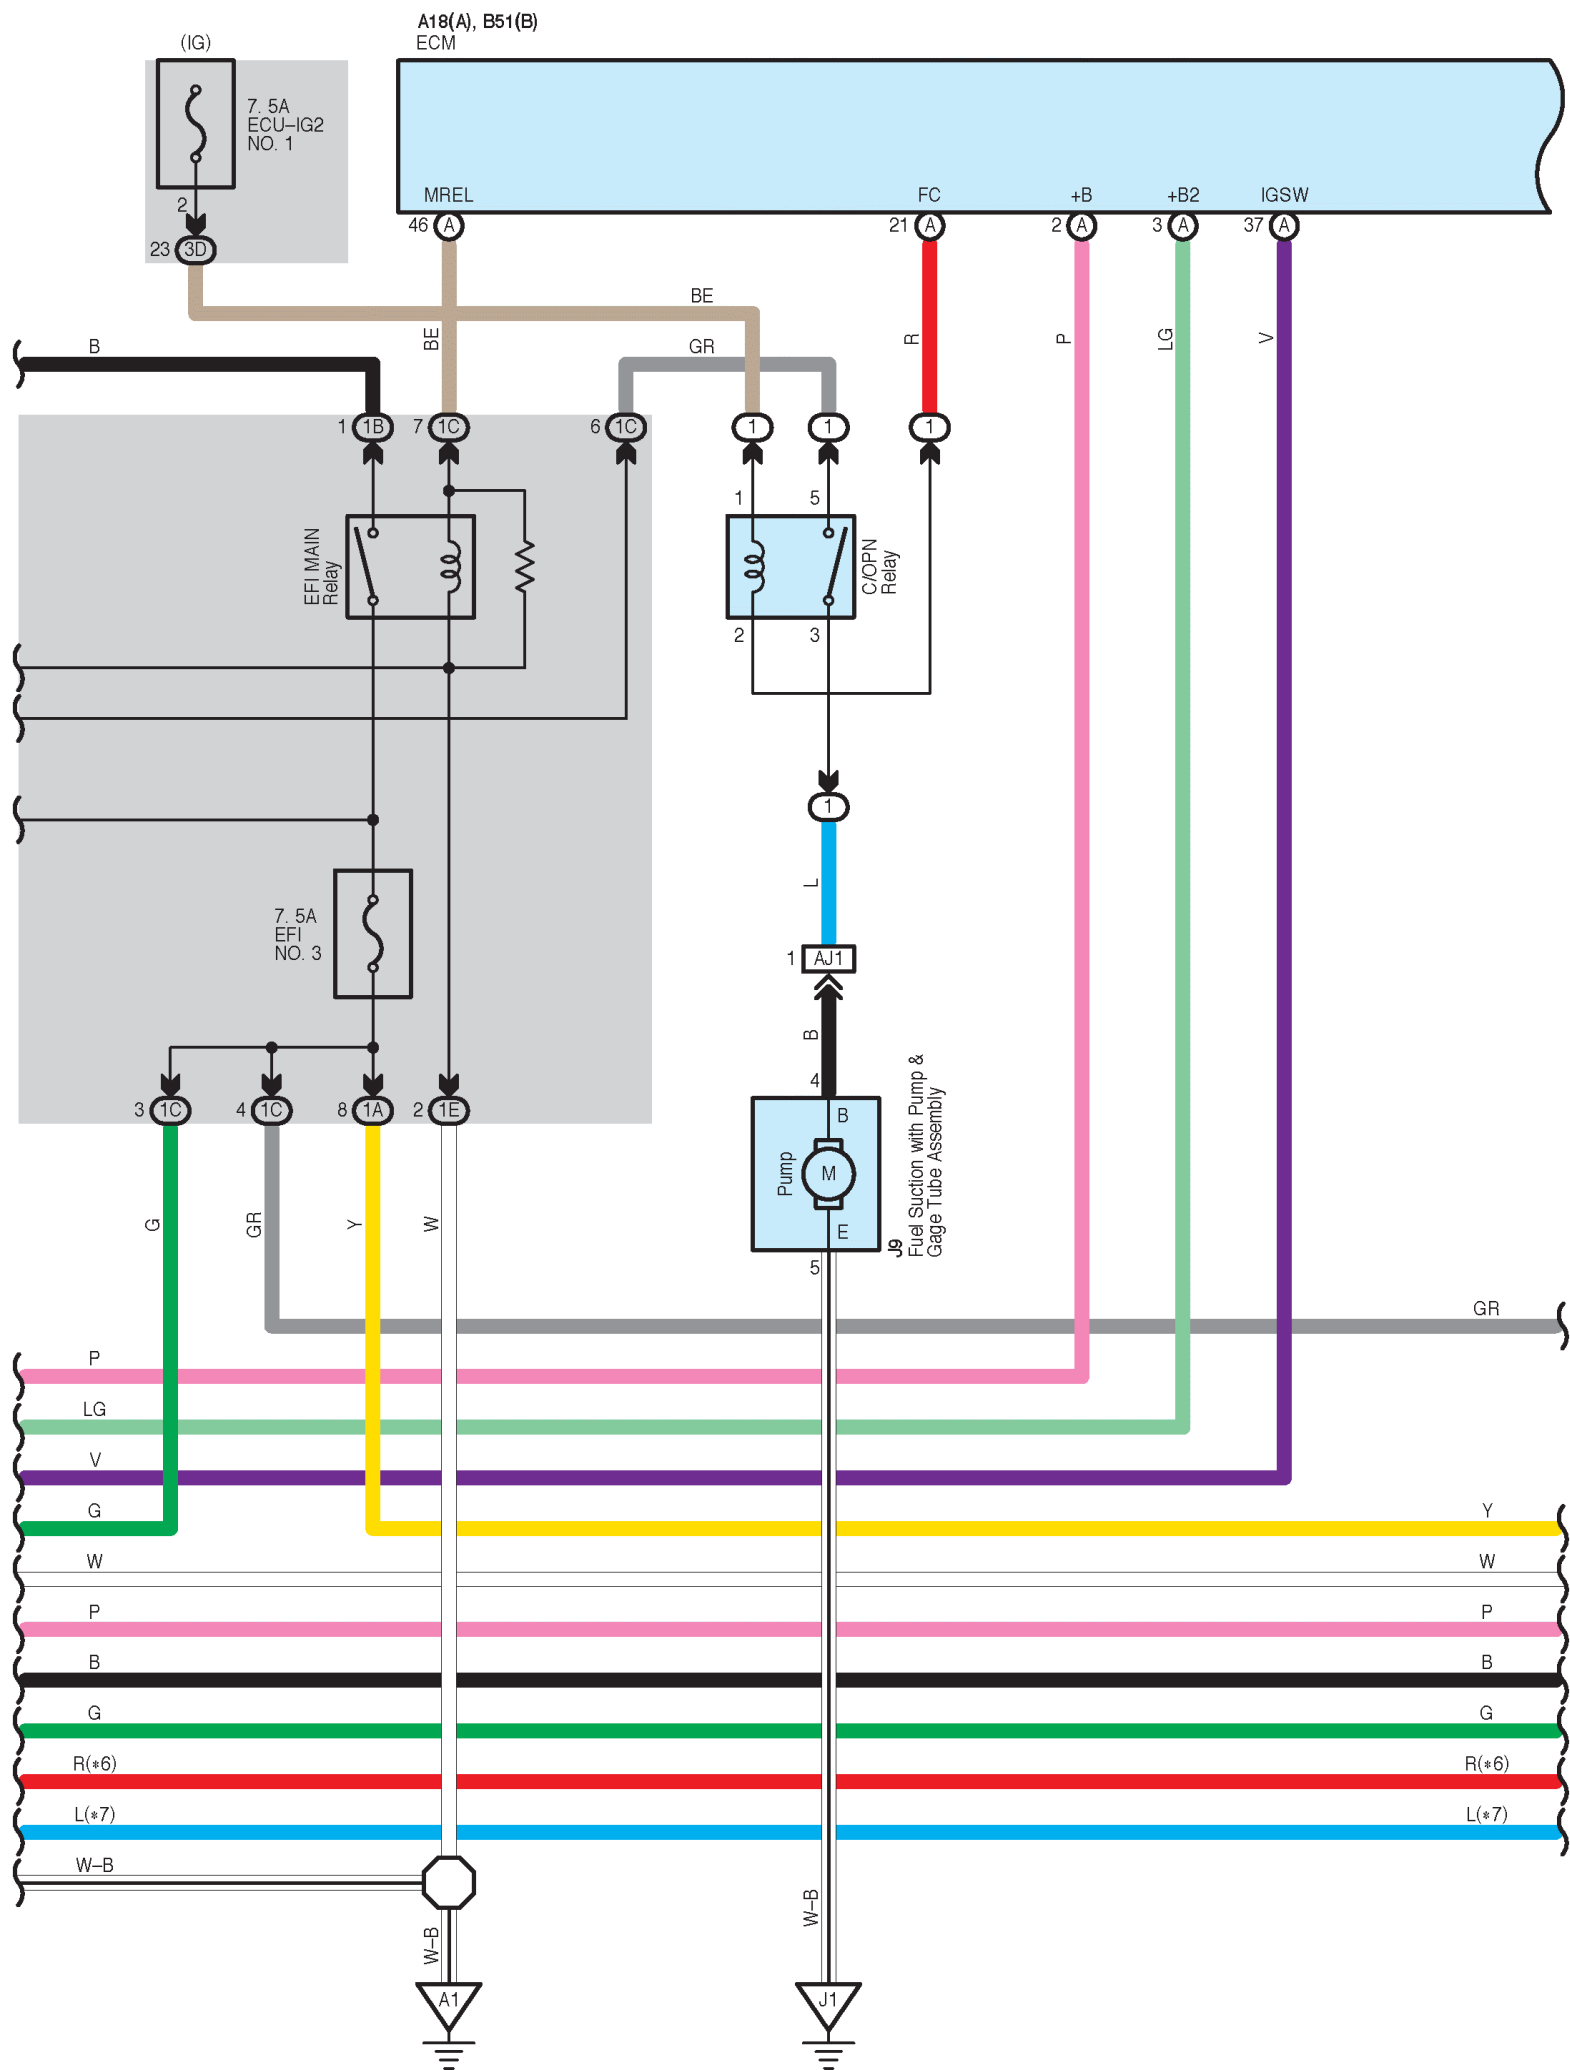 A18(A), B51(B)
ECM
(IG)
7. 5A
ECU–IG2
NO. 1
2
23 3D
MREL
46 A
FC
21 A
+B
2 A
+B2
3 A
IGSW
37 A
BE
BE
B
GR
R
P
LG
V
1 1B
7 1C
6 1C
1
1
1
1
5
EFI MAIN
Relay
C/OPN
Relay
2
3
1
L
7. 5A
EFI
NO. 3
1 AJ1
B
4
3 1C
4 1C
8 1A
2 1E
B
Pump
M
E
J9
Fuel Suction with Pump &
Gage Tube Assembly
5
G
GR
Y
W
GR
P
LG
V
G
Y
W
W
P
P
B
B
G
G
R(*6)
R(*6)
L(*7)
L(*7)
W–B
W–B
W–B
A1
J1